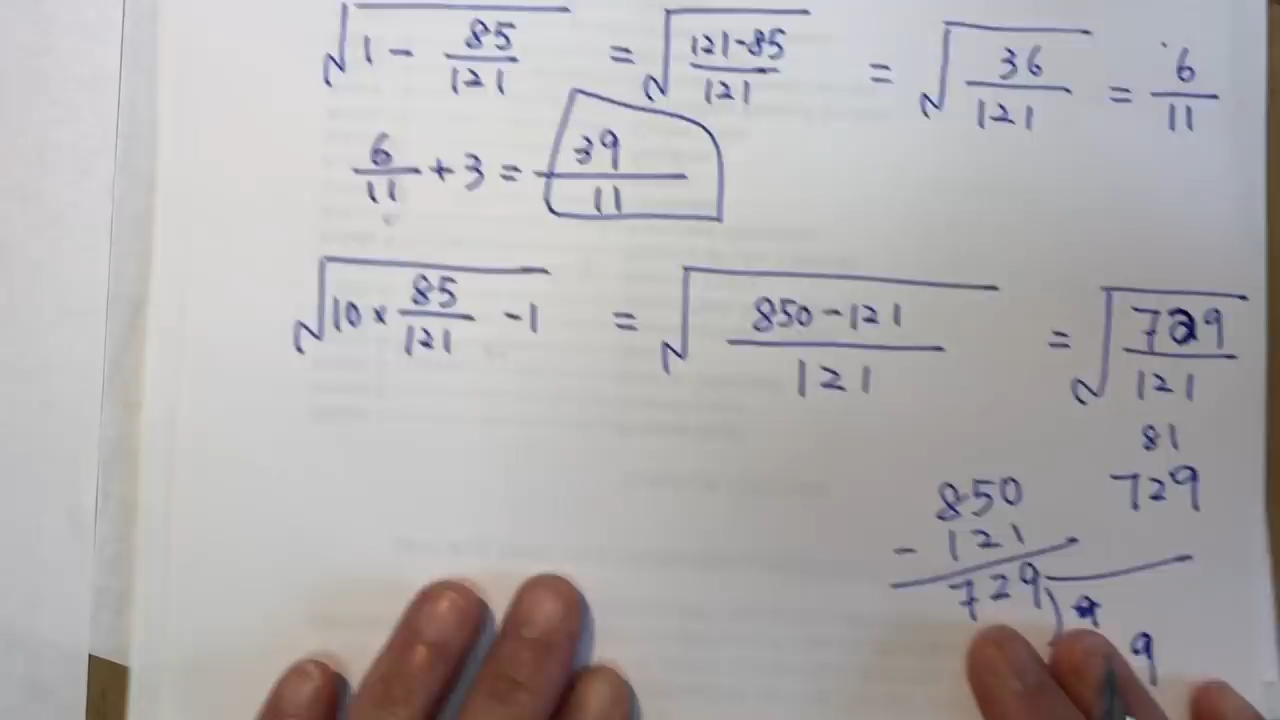 √(1 - 85/121) = √((121-85)/121) = √(36/121) = 6/11
6/11 + 3 = 39/11
√(10 × 85/121 - 1) = √((850-121)/121) = √(729/121)
81
850 729
- 121
729
9